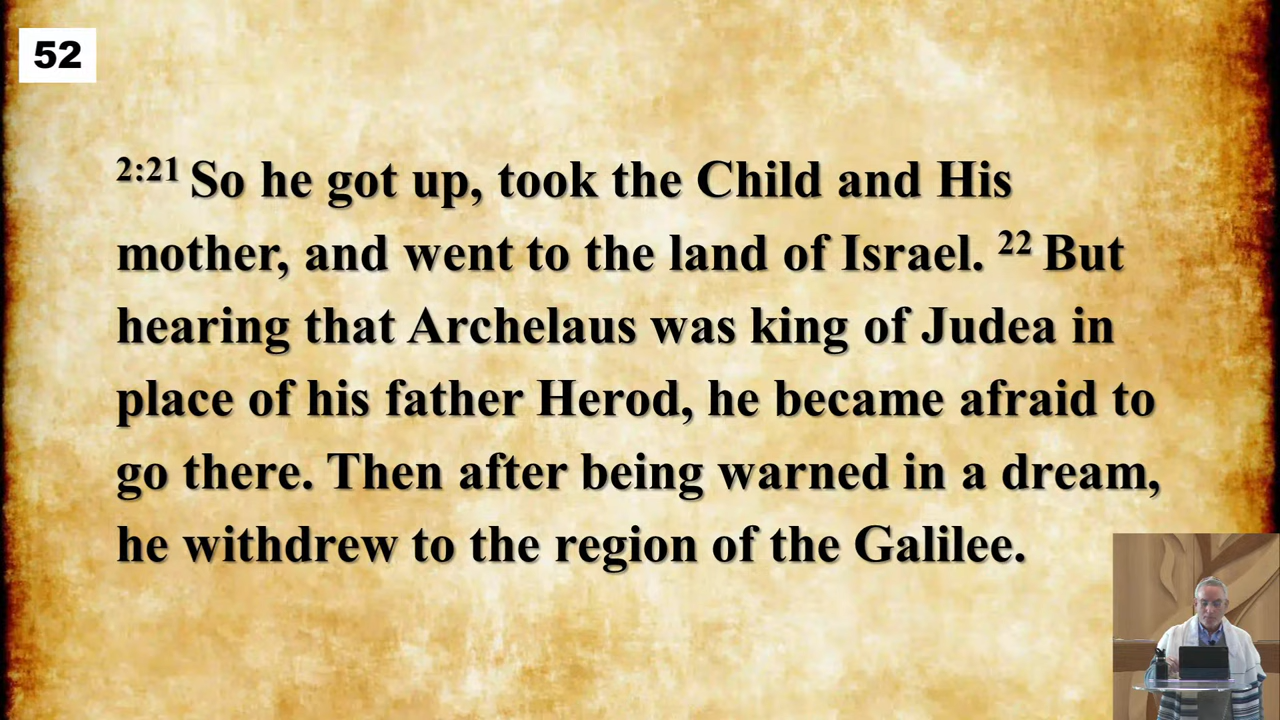 52
2:21 So he got up, took the Child and His
mother, and went to the land of Israel. 22 But
hearing that Archelaus was king of Judea in
place of his father Herod, he became afraid to
go there. Then after being warned in a dream,
he withdrew to the region of the Galilee.